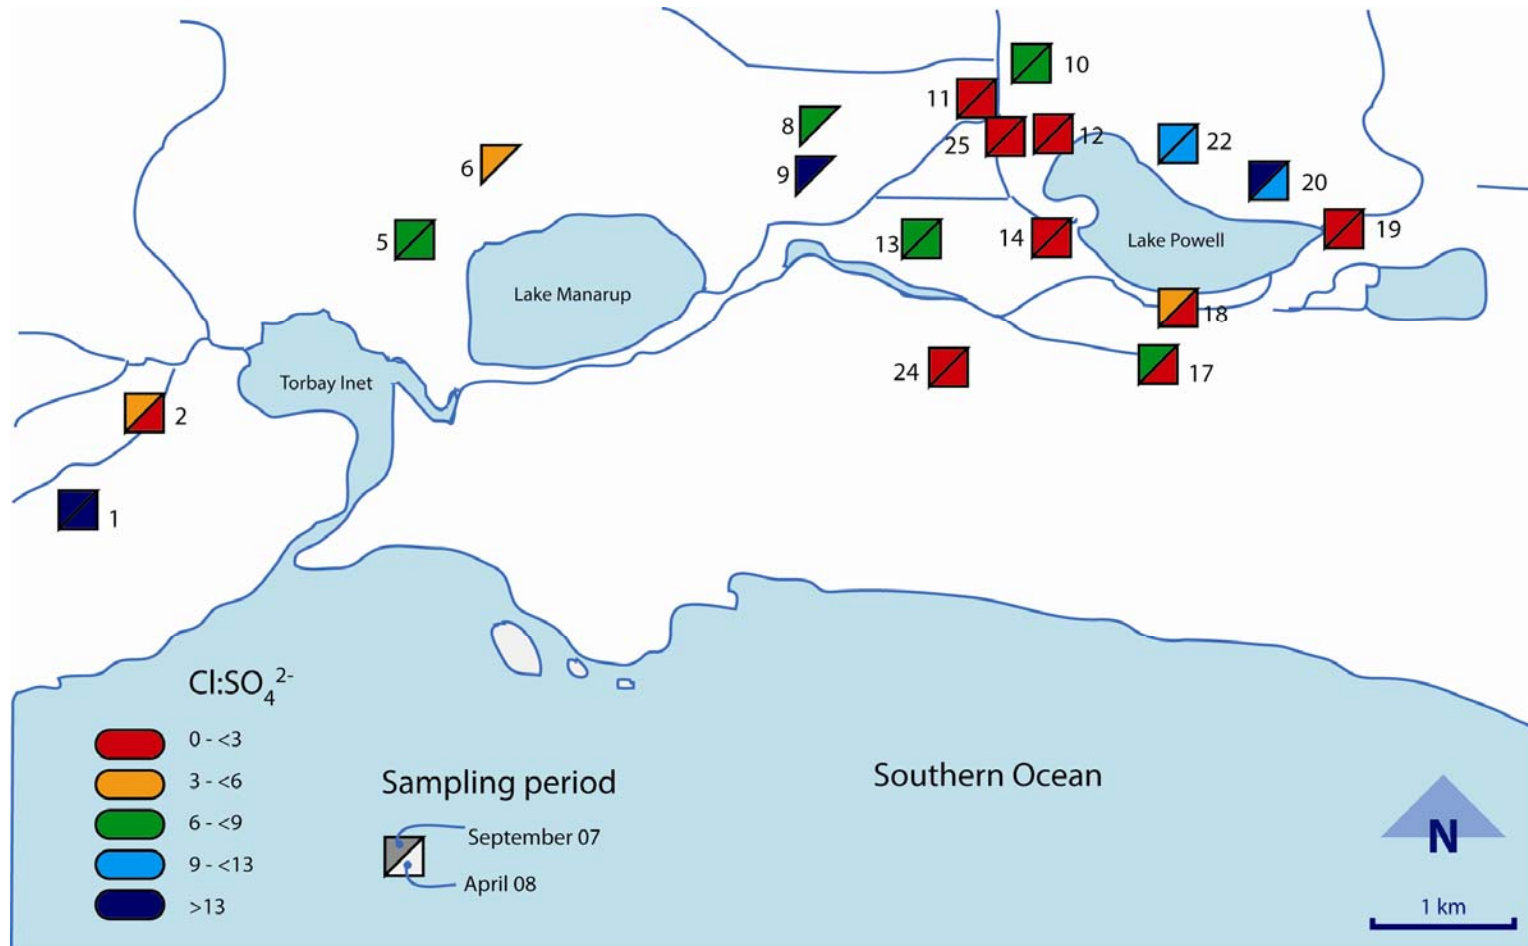 10
11
8
12
25
22
6
9
20
5
13
14
19
Lake Powell
Lake Manarup
18
Torbay Inet
24
17
2
1
Cl:SO₄²⁻
0 - <3
3 - <6
6 - <9
9 - <13
>13
Sampling period
September 07
April 08
Southern Ocean
N
1 km